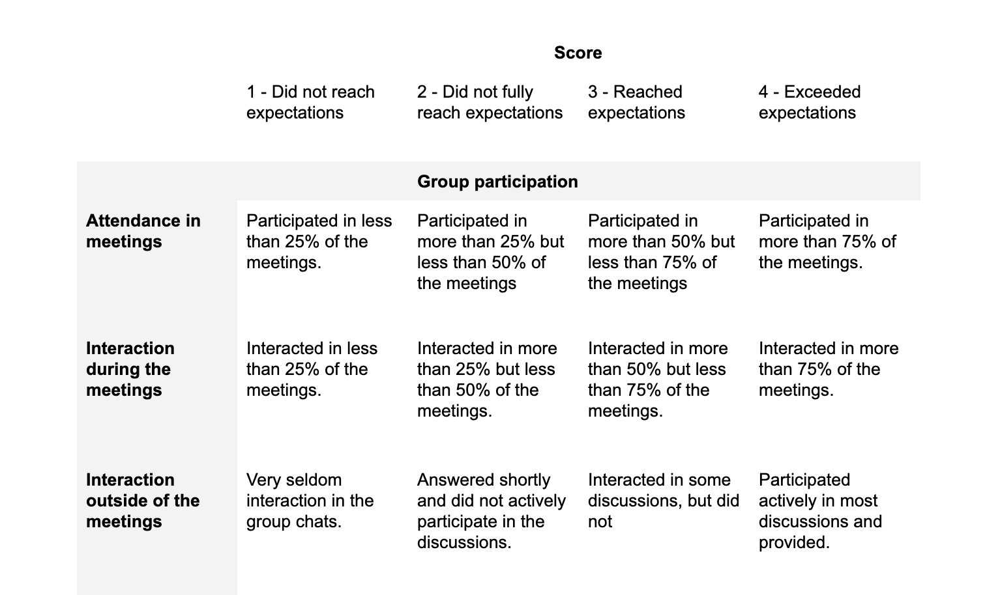 Score
1 - Did not reach
expectations
2 - Did not fully
reach expectations
3 - Reached
expectations
4 - Exceeded
expectations
Group participation
Attendance in
meetings
Participated in less
than 25% of the
meetings.
Participated in
more than 25% but
less than 50% of
the meetings
Participated in
more than 50% but
less than 75% of
the meetings
Participated in
more than 75% of
the meetings.
Interaction
during the
meetings
Interacted in less
than 25% of the
meetings.
Interacted in more
than 25% but less
than 50% of the
meetings.
Interacted in more
than 50% but less
than 75% of the
meetings.
Interacted in more
than 75% of the
meetings.
Interaction
outside of the
meetings
Very seldom
interaction in the
group chats.
Answered shortly
and did not actively
participate in the
discussions.
Interacted in some
discussions, but did
not
Participated
actively in most
discussions and
provided.